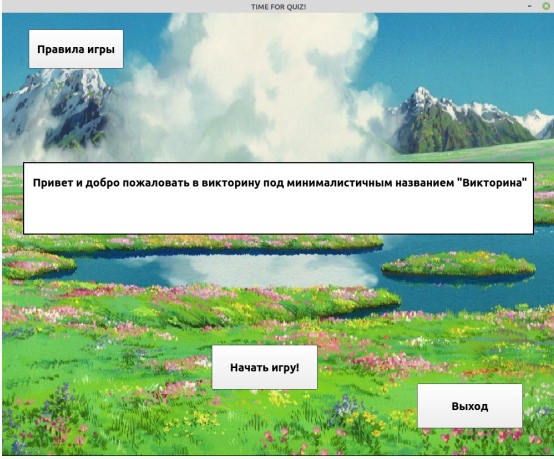 TIME FOR QUIZ!
Правила игры
Привет и добро пожаловать в викторину под минималистичным названием "Викторина"
Начать игру!
Выход